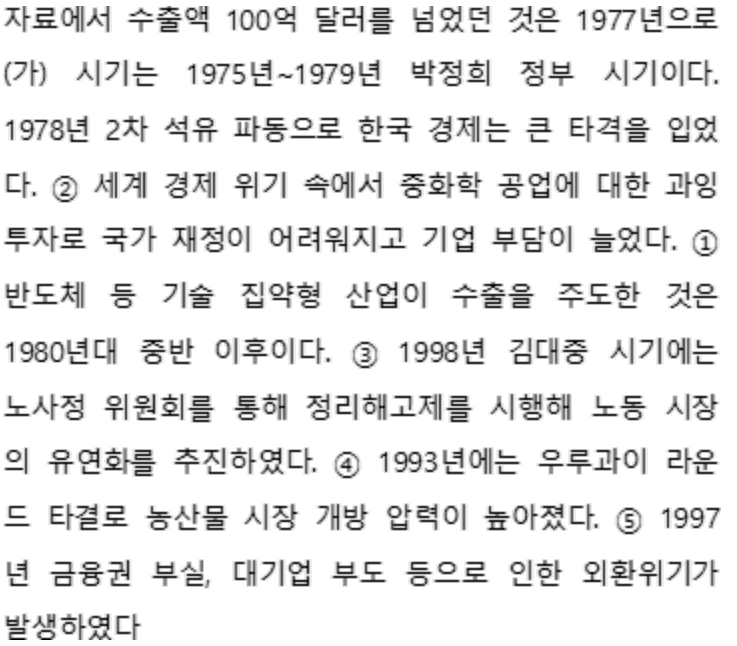 자료에서 수출액 100억 달러를 넘었던 것은 1977년으로
(가) 시기는 1975년~1979년 박정희 정부 시기이다.
1978년 2차 석유 파동으로 한국 경제는 큰 타격을 입었
다. ② 세계 경제 위기 속에서 중화학 공업에 대한 과잉
투자로 국가 재정이 어려워지고 기업 부담이 늘었다. ①
반도체 등 기술 집약형 산업이 수출을 주도한 것은
1980년대 중반 이후이다. ③ 1998년 김대중 시기에는
노사정 위원회를 통해 정리해고제를 시행해 노동 시장
의 유연화를 추진하였다. ④ 1993년에는 우루과이 라운
드 타결로 농산물 시장 개방 압력이 높아졌다. ⑤ 1997
년 금융권 부실, 대기업 부도 등으로 인한 외환위기가
발생하였다